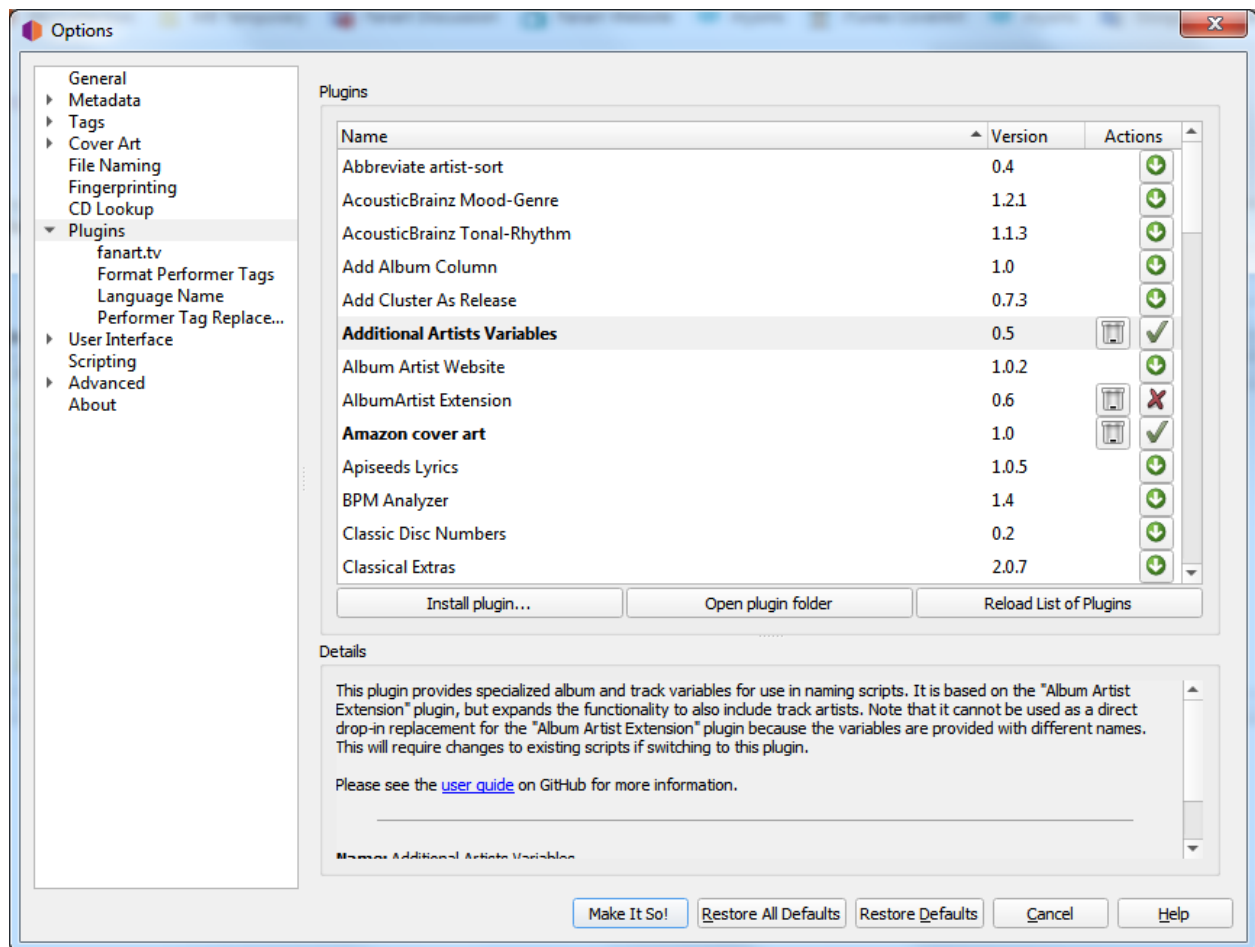 Options
General
Metadata
Tags
Cover Art
File Naming
Fingerprinting
CD Lookup
Plugins
fanart.tv
Format Performer Tags
Language Name
Performer Tag Replace...
User Interface
Scripting
Advanced
About
Plugins
Name Version Actions
Abbreviate artist-sort 0.4
AcousticBrainz Mood-Genre 1.2.1
AcousticBrainz Tonal-Rhythm 1.1.3
Add Album Column 1.0
Add Cluster As Release 0.7.3
Additional Artists Variables 0.5
Album Artist Website 1.0.2
AlbumArtist Extension 0.6
Amazon cover art 1.0
Apiseeds Lyrics 1.0.5
BPM Analyzer 1.4
Classic Disc Numbers 0.2
Classical Extras 2.0.7
Install plugin... Open plugin folder Reload List of Plugins
Details
This plugin provides specialized album and track variables for use in naming scripts. It is based on the "Album Artist
Extension" plugin, but expands the functionality to also include track artists. Note that it cannot be used as a direct
drop-in replacement for the "Album Artist Extension" plugin because the variables are provided with different names.
This will require changes to existing scripts if switching to this plugin.
Please see the user guide on GitHub for more information.
Name: Additional Artists Variables
Make It So! Restore All Defaults Restore Defaults Cancel Help